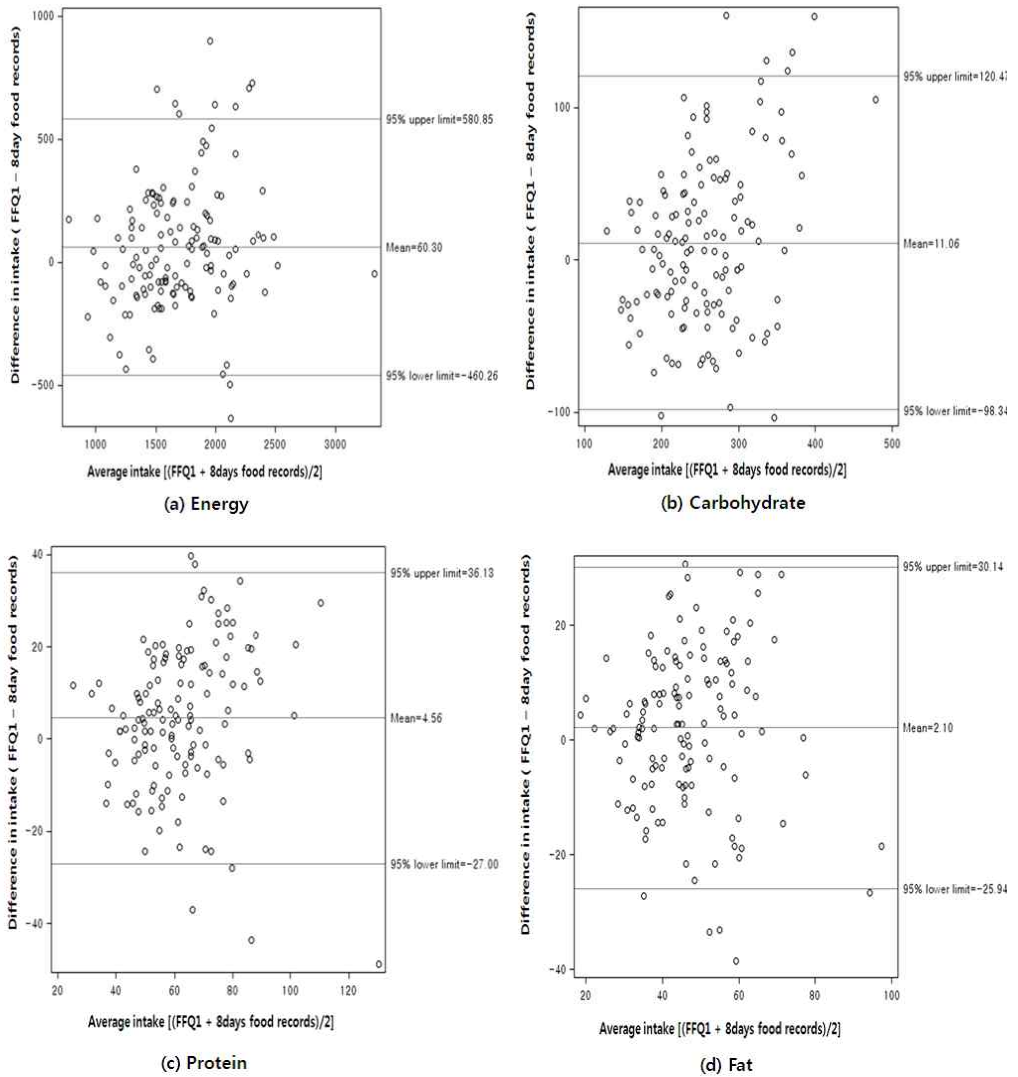 Difference in intake ( FFQ1 − 8day food records)
1000
500
0
−500
95% upper limit=580.85
Mean=60.30
95% lower limit=−460.26
1000 1500 2000 2500 3000
Average intake [(FFQ1 + 8days food records)/2]
(a) Energy
Difference in intake ( FFQ1 − 8day food records)
100
0
−100
95% upper limit=120.47
Mean=11.06
95% lower limit=−98.34
100 200 300 400 500
Average intake [(FFQ1 + 8days food records)/2]
(b) Carbohydrate
Difference in intake ( FFQ1 − 8day food records)
40
20
0
−20
−40
95% upper limit=36.13
Mean=4.56
95% lower limit=−27.00
20 40 60 80 100 120
Average intake [(FFQ1 + 8days food records)/2]
(c) Protein
Difference in intake ( FFQ1 − 8day food records)
20
0
−20
−40
95% upper limit=30.14
Mean=2.10
95% lower limit=−25.94
20 40 60 80 100
Average intake [(FFQ1 + 8days food records)/2]
(d) Fat